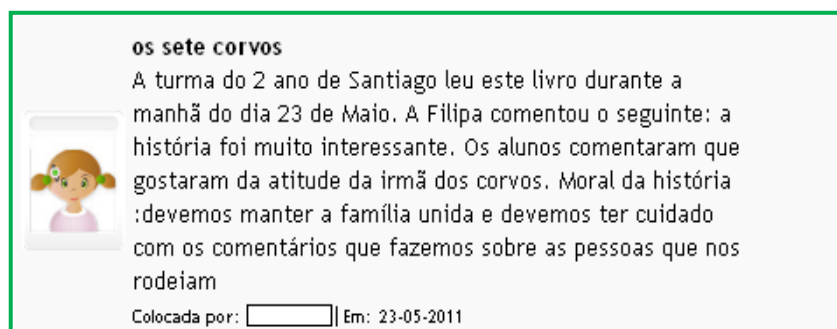 os sete corvos
A turma do 2 ano de Santiago leu este livro durante a
manhã do dia 23 de Maio. A Filipa comentou o seguinte: a
história foi muito interessante. Os alunos comentaram que
gostaram da atitude da irmã dos corvos. Moral da história
:devemos manter a família unida e devemos ter cuidado
com os comentários que fazemos sobre as pessoas que nos
rodeiam
Colocada por: | Em: 23-05-2011